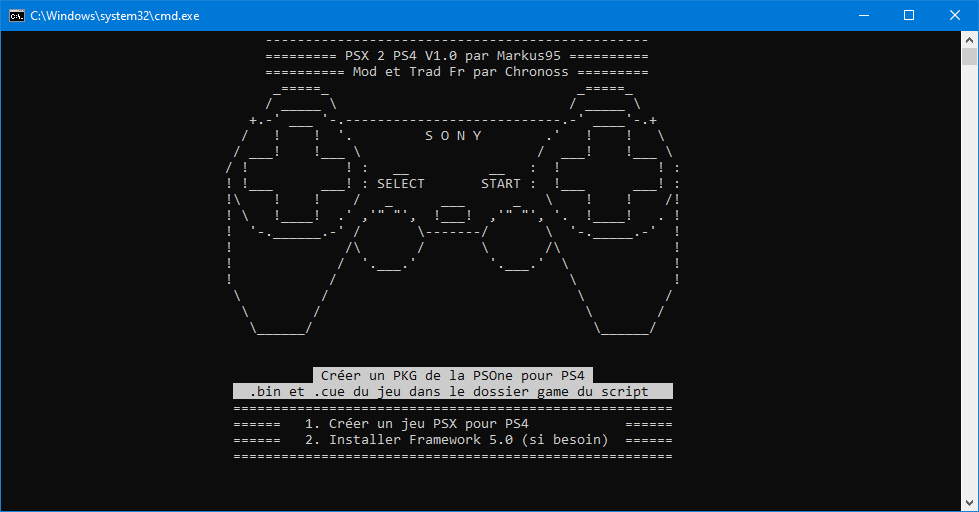 C:\Windows\system32\cmd.exe
========= PSX 2 PS4 V1.0 par Markus95 ==========
========== Mod et Trad Fr par Chronoss =========
S O N Y
SELECT START
Créer un PKG de la PSOne pour PS4
.bin et .cue du jeu dans le dossier game du script
====== 1. Créer un jeu PSX pour PS4 ======
====== 2. Installer Framework 5.0 (si besoin) ======